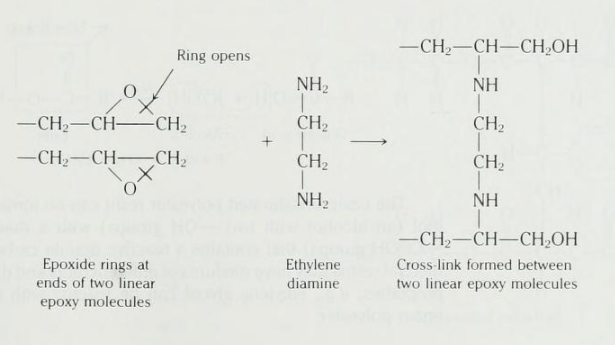 Ring opens
O
—CH₂—CH——CH₂
—CH₂—CH——CH₂
O
+
NH₂
CH₂
CH₂
NH₂
—CH₂—CH—CH₂OH
NH
CH₂
CH₂
NH
—CH₂—CH—CH₂OH
Epoxide rings at
ends of two linear
epoxy molecules
Ethylene
diamine
Cross-link formed between
two linear epoxy molecules